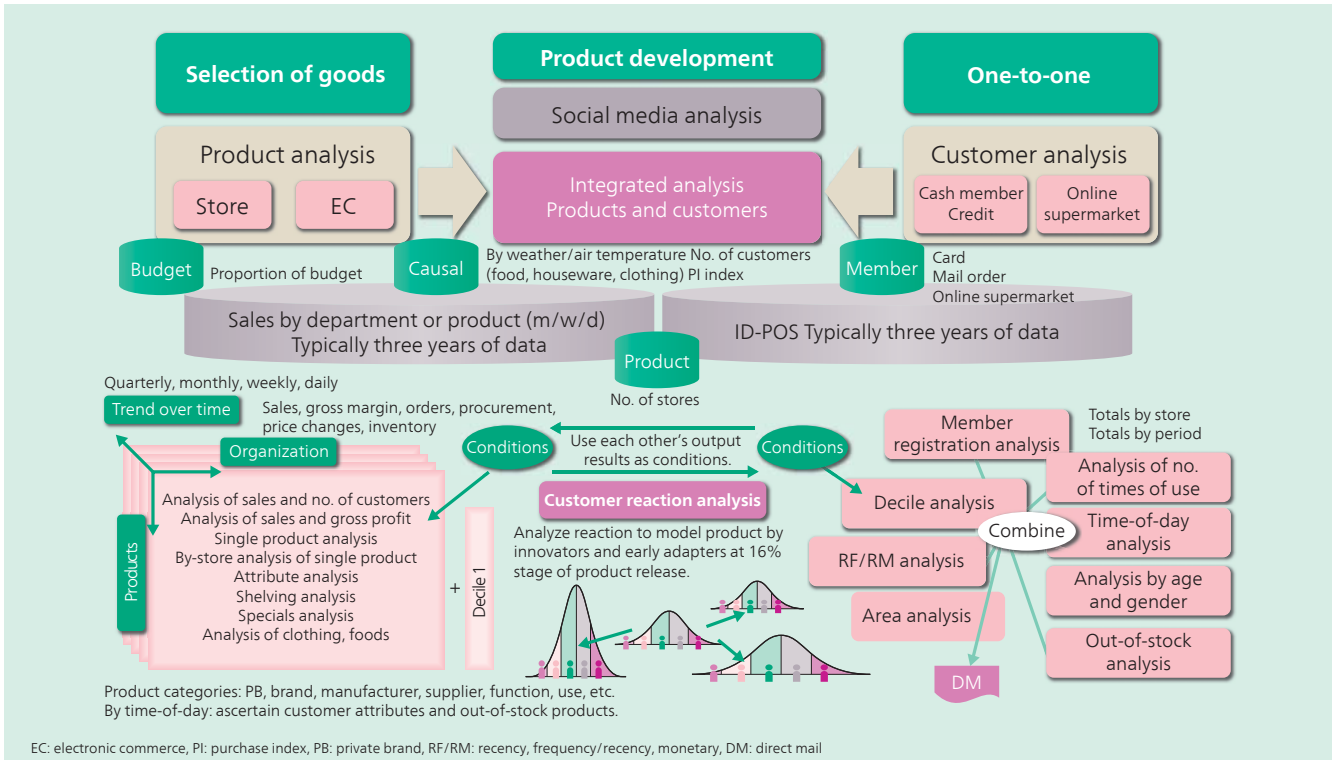 Selection of goods
Product development
One-to-one
Social media analysis
Product analysis
Store
EC
Integrated analysis
Products and customers
Customer analysis
Cash member
Credit
Online
supermarket
Budget
Proportion of budget
Causal
By weather/air temperature No. of customers
(food, houseware, clothing) PI index
Member
Card
Mail order
Online supermarket
Sales by department or product (m/w/d)
Typically three years of data
ID-POS Typically three years of data
Product
No. of stores
Quarterly, monthly, weekly, daily
Trend over time
Sales, gross margin, orders, procurement,
price changes, inventory
Organization
Products
Analysis of sales and no. of customers
Analysis of sales and gross profit
Single product analysis
By-store analysis of single product
Attribute analysis
Shelving analysis
Specials analysis
Analysis of clothing, foods
+
Decile 1
Conditions
Use each other's output
results as conditions.
Conditions
Customer reaction analysis
Analyze reaction to model product by
innovators and early adapters at 16%
stage of product release.
Member
registration analysis
Totals by store
Totals by period
Decile analysis
RF/RM analysis
Area analysis
Combine
Analysis of no.
of times of use
Time-of-day
analysis
Analysis by age
and gender
Out-of-stock
analysis
DM
Product categories: PB, brand, manufacturer, supplier, function, use, etc.
By time-of-day: ascertain customer attributes and out-of-stock products.
EC: electronic commerce, PI: purchase index, PB: private brand, RF/RM: recency, frequency/recency, monetary, DM: direct mail